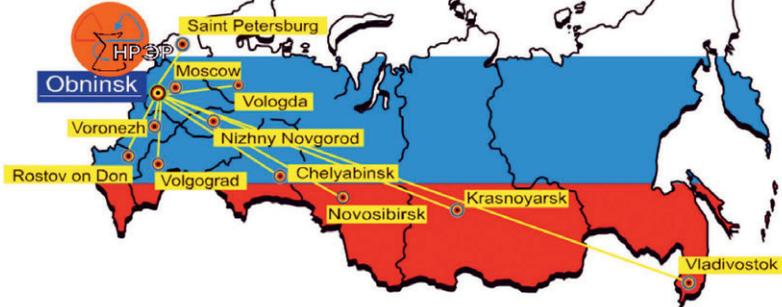 Saint Petersburg
НРЭР
Moscow
Obninsk
Vologda
Voronezh
Nizhny Novgorod
Rostov on Don
Volgograd
Chelyabinsk
Novosibirsk
Krasnoyarsk
Vladivostok